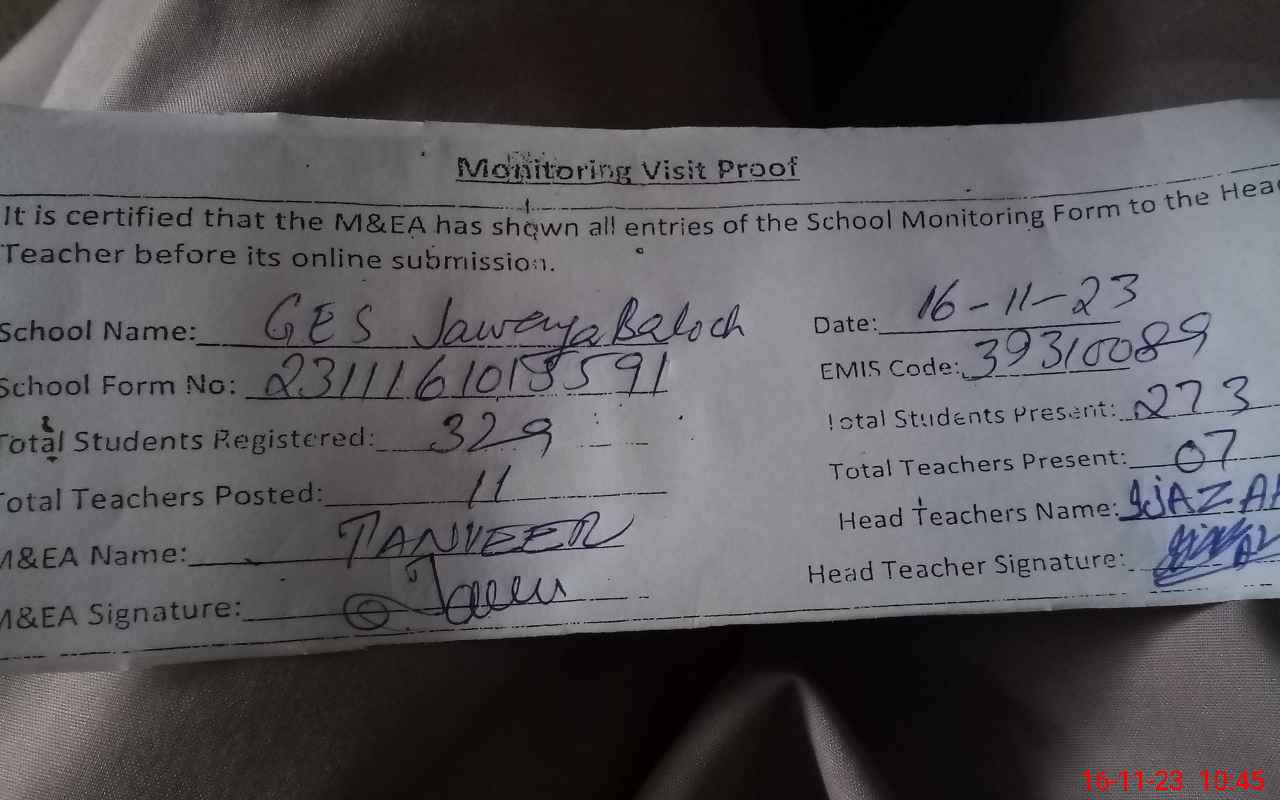 Monitoring Visit Proof
It is certified that the M&EA has shown all entries of the School Monitoring Form to the Head
Teacher before its online submission.
School Name: GES Jawanya Baloch Date: 16-11-23
School Form No: EMIS Code: 39310089
Total Students Registered: 329 Total Students Present: 273
Total Teachers Posted: 11 Total Teachers Present: 07
M&EA Name: TANVEER Head Teachers Name: IJAZ
M&EA Signature: Head Teacher Signature:
16-11-23 10:45